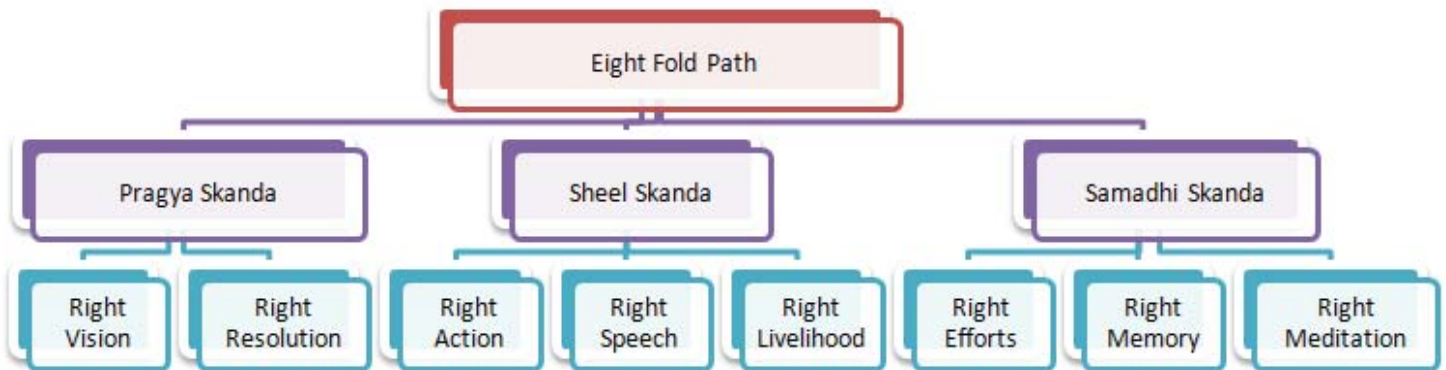 Eight Fold Path
Pragya Skanda
Sheel Skanda
Samadhi Skanda
Right
Vision
Right
Resolution
Right
Action
Right
Speech
Right
Livelihood
Right
Efforts
Right
Memory
Right
Meditation